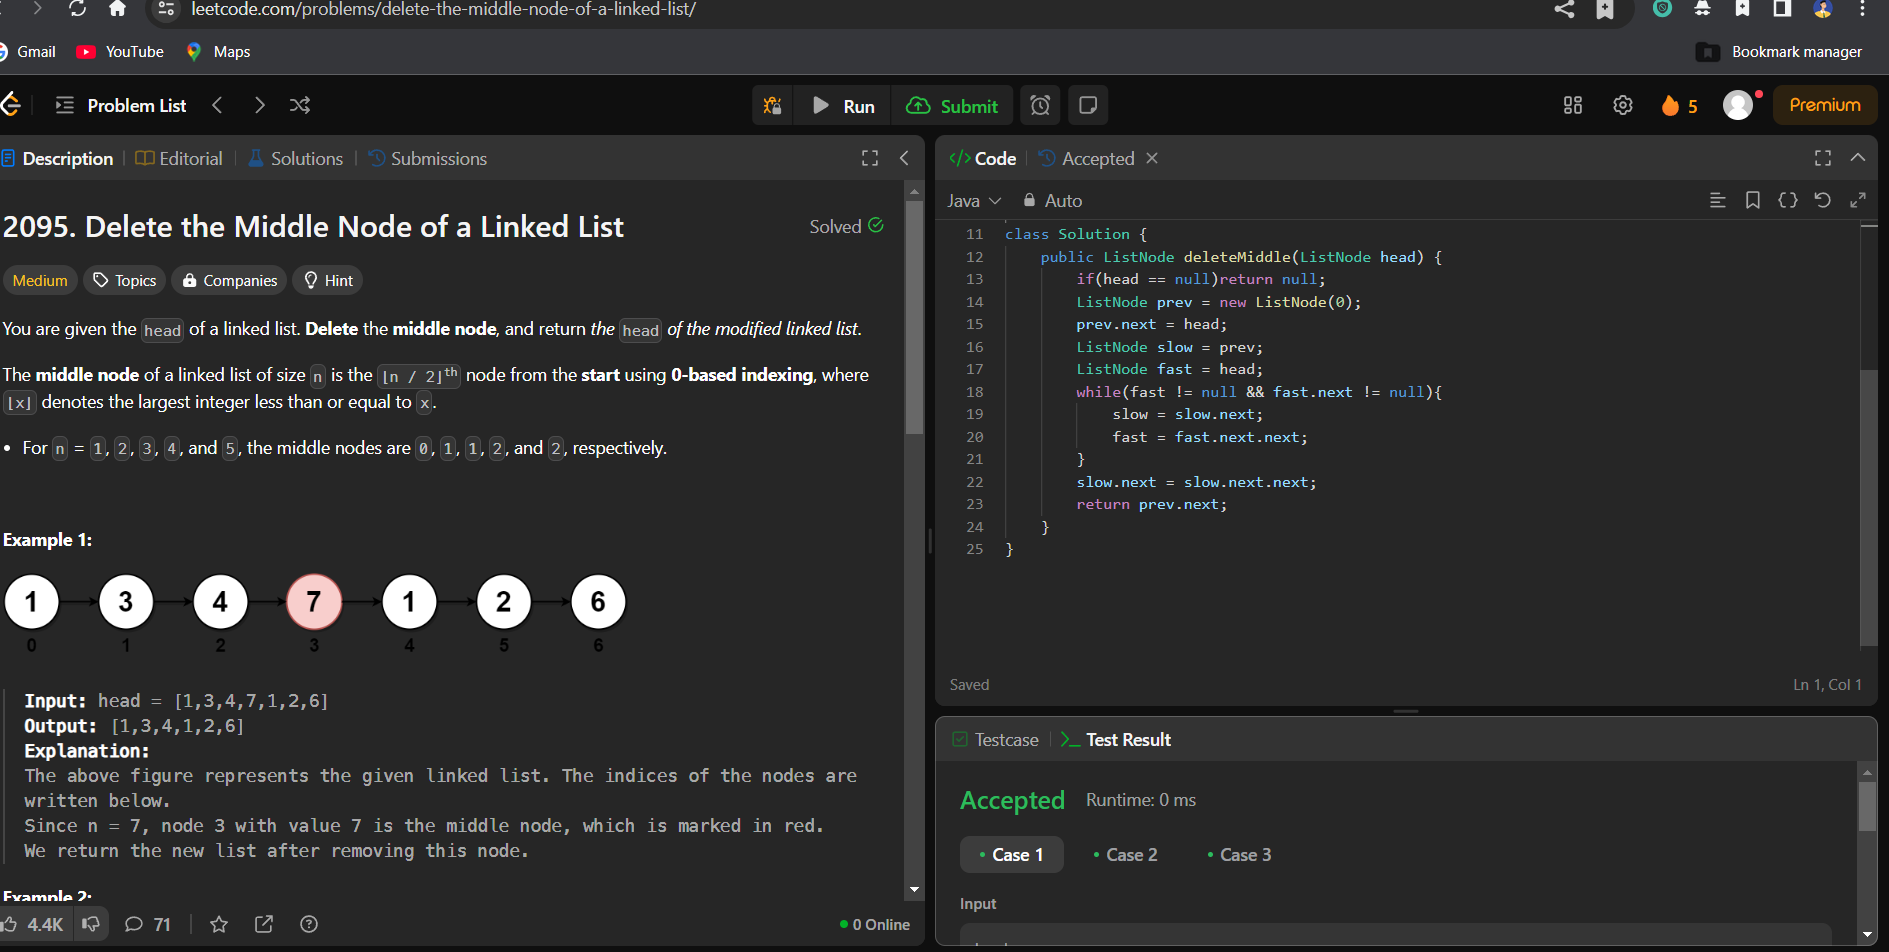 leetcode.com/problems/delete-the-middle-node-of-a-linked-list/
Gmail YouTube Maps Bookmark manager
Problem List Run Submit 5 Premium
Description Editorial Solutions Submissions
2095. Delete the Middle Node of a Linked List
Solved
Medium Topics Companies Hint
You are given the head of a linked list. Delete the middle node, and return the head of the modified linked list.
The middle node of a linked list of size n is the ⌊n / 2⌋th node from the start using 0-based indexing, where
⌊x⌋ denotes the largest integer less than or equal to x.
• For n = 1, 2, 3, 4, and 5, the middle nodes are 0, 1, 1, 2, and 2, respectively.
Example 1:
1 3 4 7 1 2 6
0 1 2 3 4 5 6
Input: head = [1,3,4,7,1,2,6]
Output: [1,3,4,1,2,6]
Explanation:
The above figure represents the given linked list. The indices of the nodes are
written below.
Since n = 7, node 3 with value 7 is the middle node, which is marked in red.
We return the new list after removing this node.
Example 2:
4.4K 71 0 Online
</> Code Accepted
Java Auto
11 class Solution {
12 public ListNode deleteMiddle(ListNode head) {
13 if(head == null)return null;
14 ListNode prev = new ListNode(0);
15 prev.next = head;
16 ListNode slow = prev;
17 ListNode fast = head;
18 while(fast != null && fast.next != null){
19 slow = slow.next;
20 fast = fast.next.next;
21 }
22 slow.next = slow.next.next;
23 return prev.next;
24 }
25 }
Saved Ln 1, Col 1
Testcase Test Result
Accepted Runtime: 0 ms
• Case 1 • Case 2 • Case 3
Input